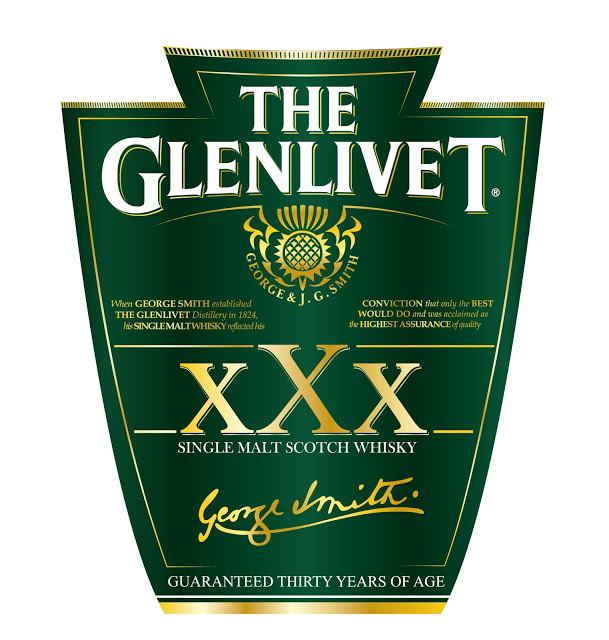 THE
GLENLIVET®
GEORGE & J. G. SMITH
When GEORGE SMITH established
THE GLENLIVET Distillery in 1824,
his SINGLE MALT WHISKY reflected his
CONVICTION that only the BEST
WOULD DO and was acclaimed as
the HIGHEST ASSURANCE of quality
xXx
SINGLE MALT SCOTCH WHISKY
George Smith.
GUARANTEED THIRTY YEARS OF AGE